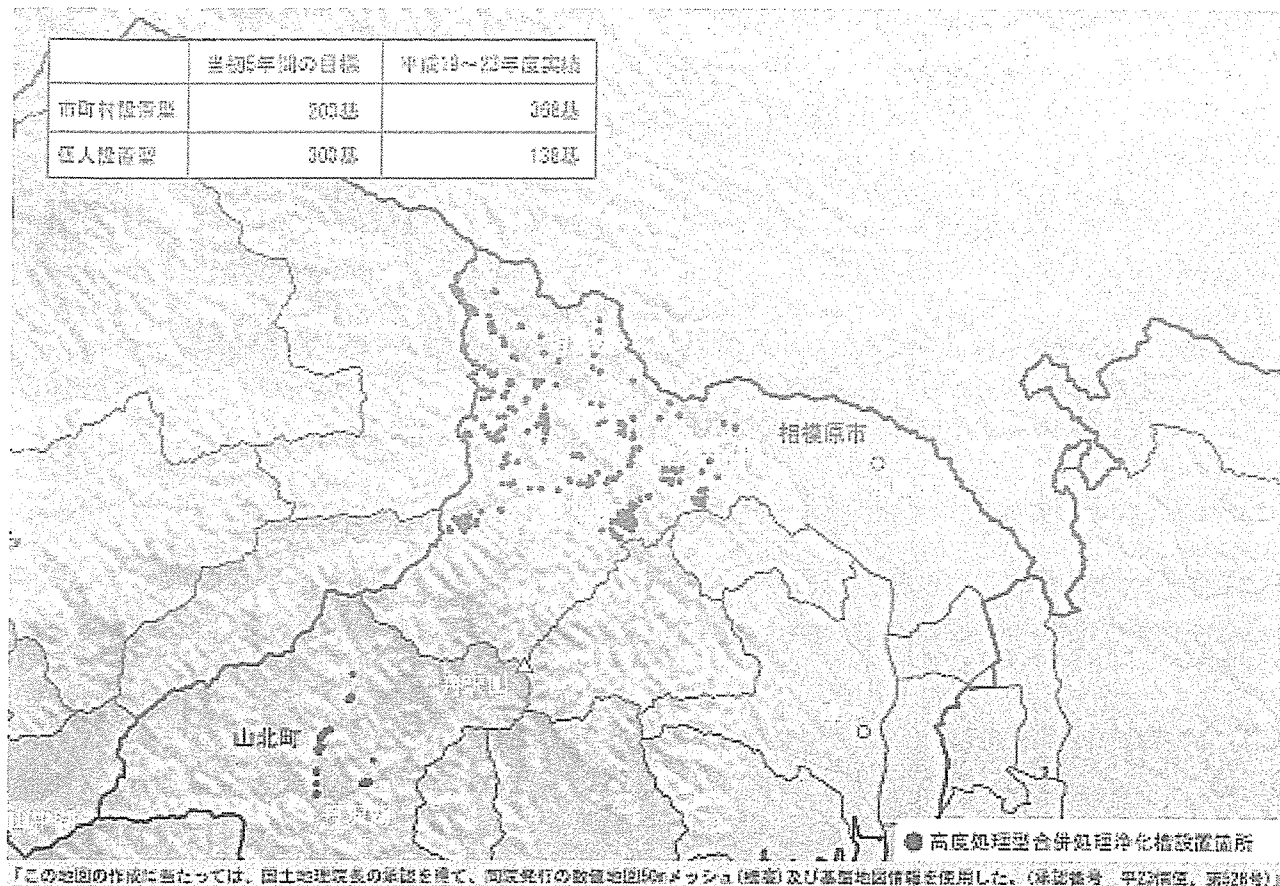 当初5年間の目標 平成19～23年度実績
市町村設置型 200基
個人設置型 300基 138基
相模原市
山北町
●高度処理型合併処理浄化槽設置箇所
「この地図の作成に当たっては、国土地理院長の承認を得て、同院発行の数値地図50mメッシュ(標高)及び基盤地図情報を使用した。(承認番号